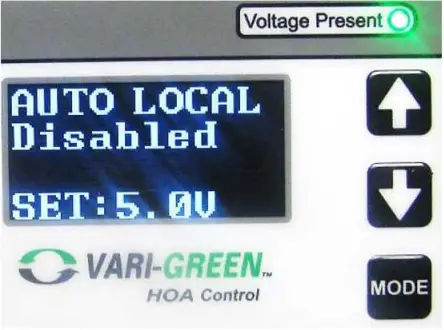 Voltage Present
AUTO LOCAL
Disabled
SET:5.0V
VARI-GREEN™
HOA Control
MODE